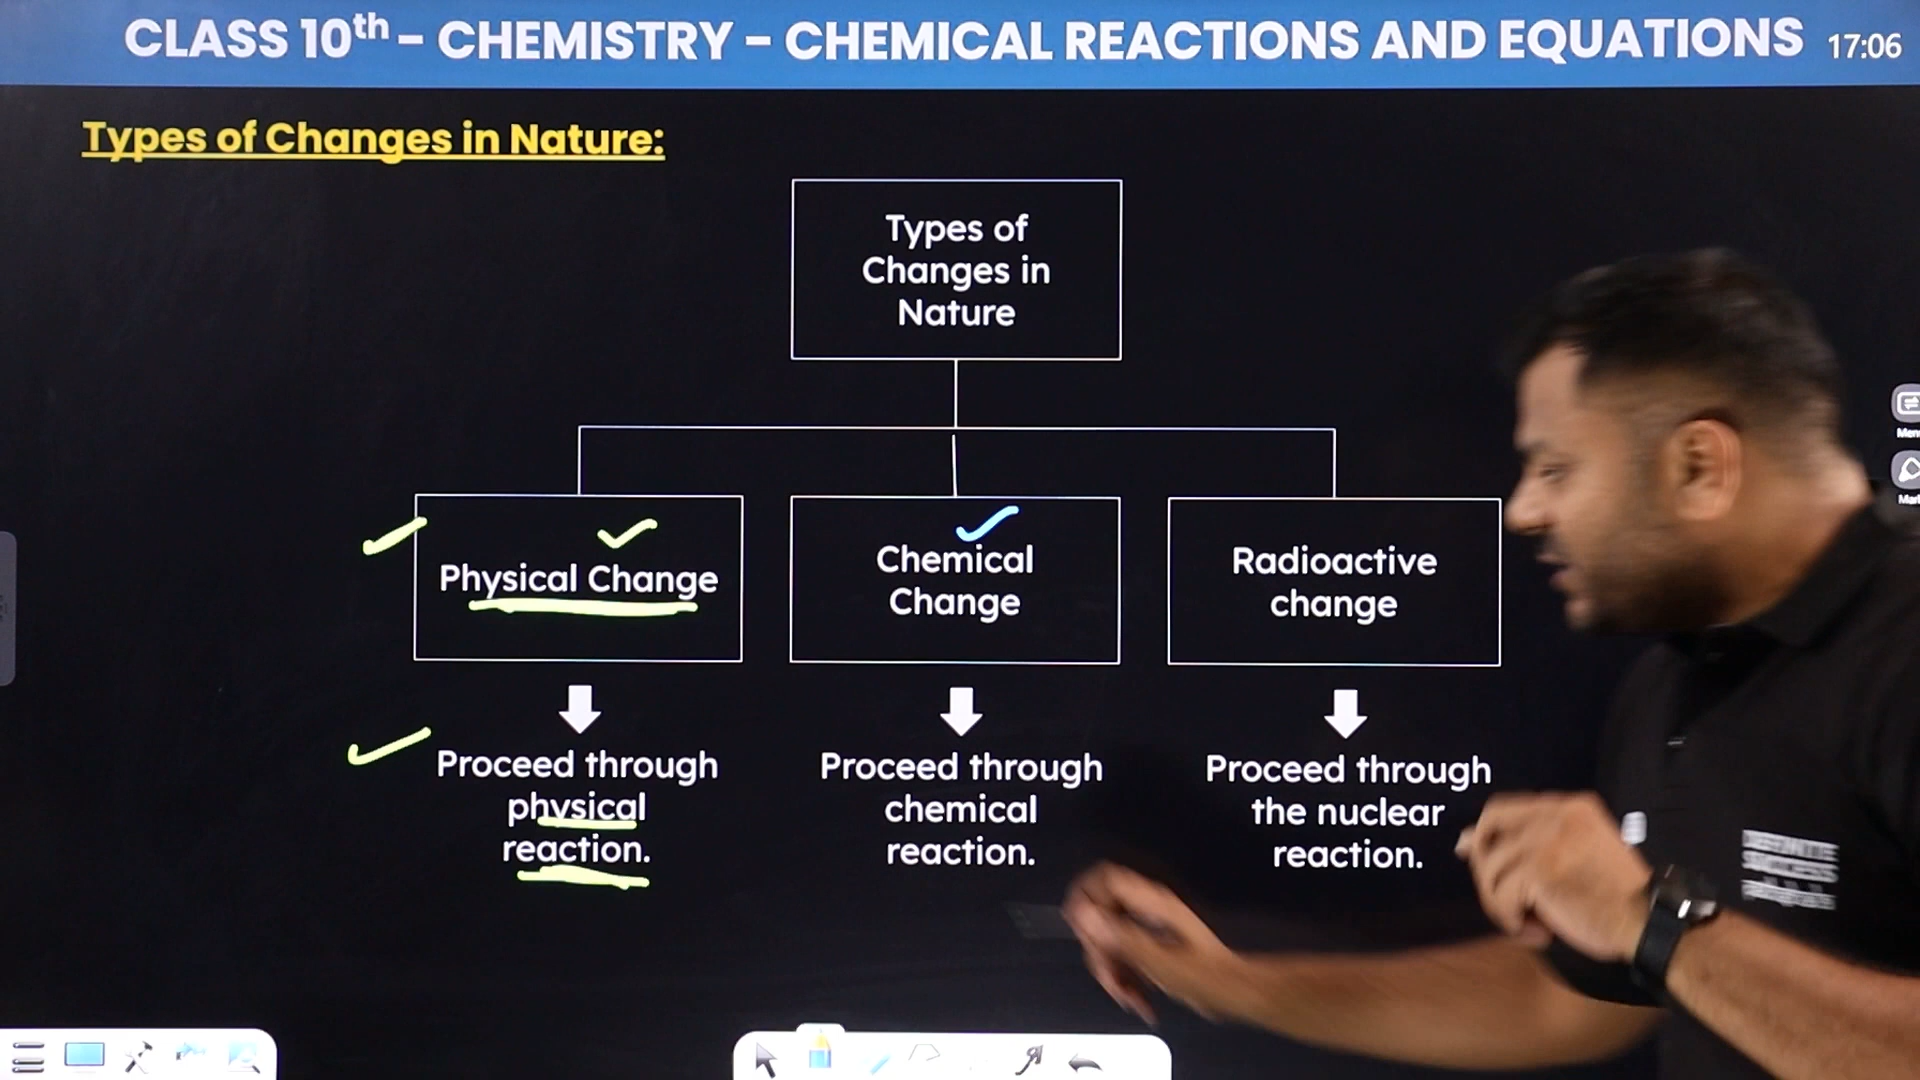 CLASS 10th – CHEMISTRY – CHEMICAL REACTIONS AND EQUATIONS 17:06
Types of Changes in Nature:
Types of
Changes in
Nature
Physical Change
Chemical
Change
Radioactive
change
Proceed through
physical
reaction.
Proceed through
chemical
reaction.
Proceed through
the nuclear
reaction.
SUCCESS